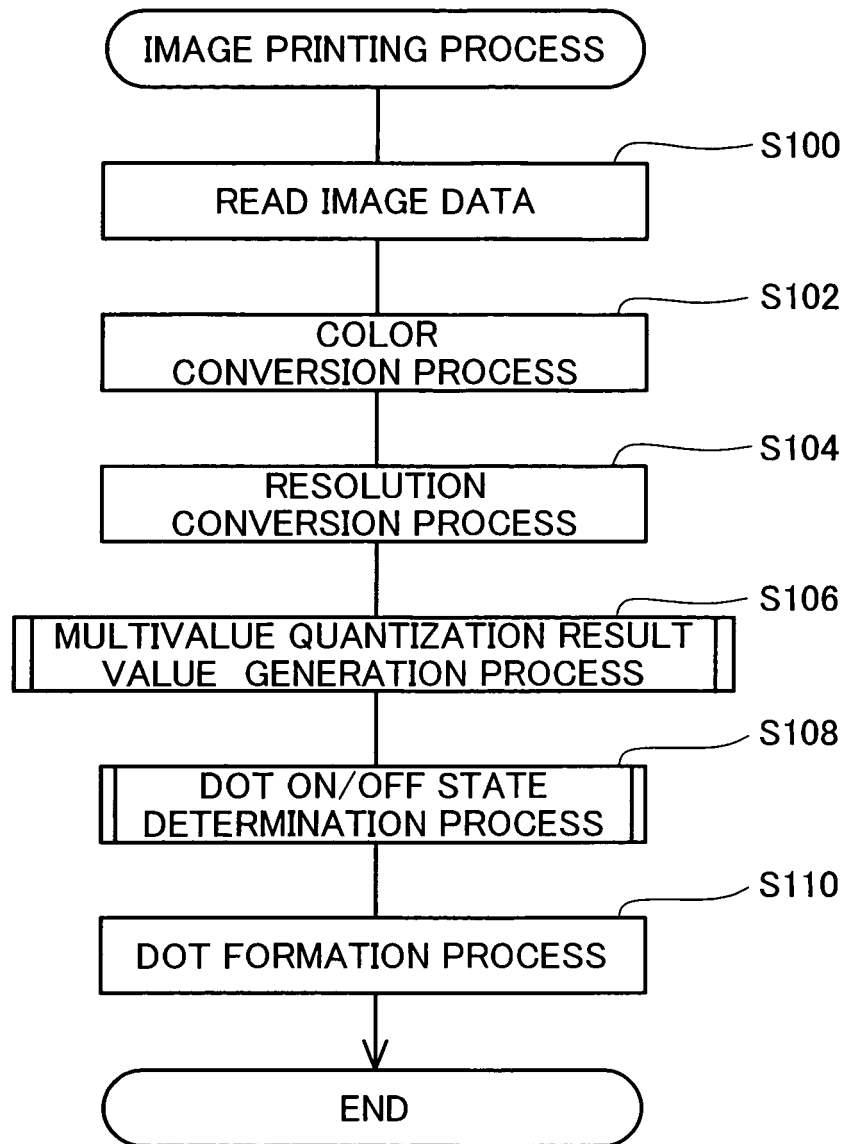 IMAGE PRINTING PROCESS
S100
READ IMAGE DATA
S102
COLOR
CONVERSION PROCESS
S104
RESOLUTION
CONVERSION PROCESS
S106
MULTIVALUE QUANTIZATION RESULT
VALUE GENERATION PROCESS
S108
DOT ON/OFF STATE
DETERMINATION PROCESS
S110
DOT FORMATION PROCESS
END